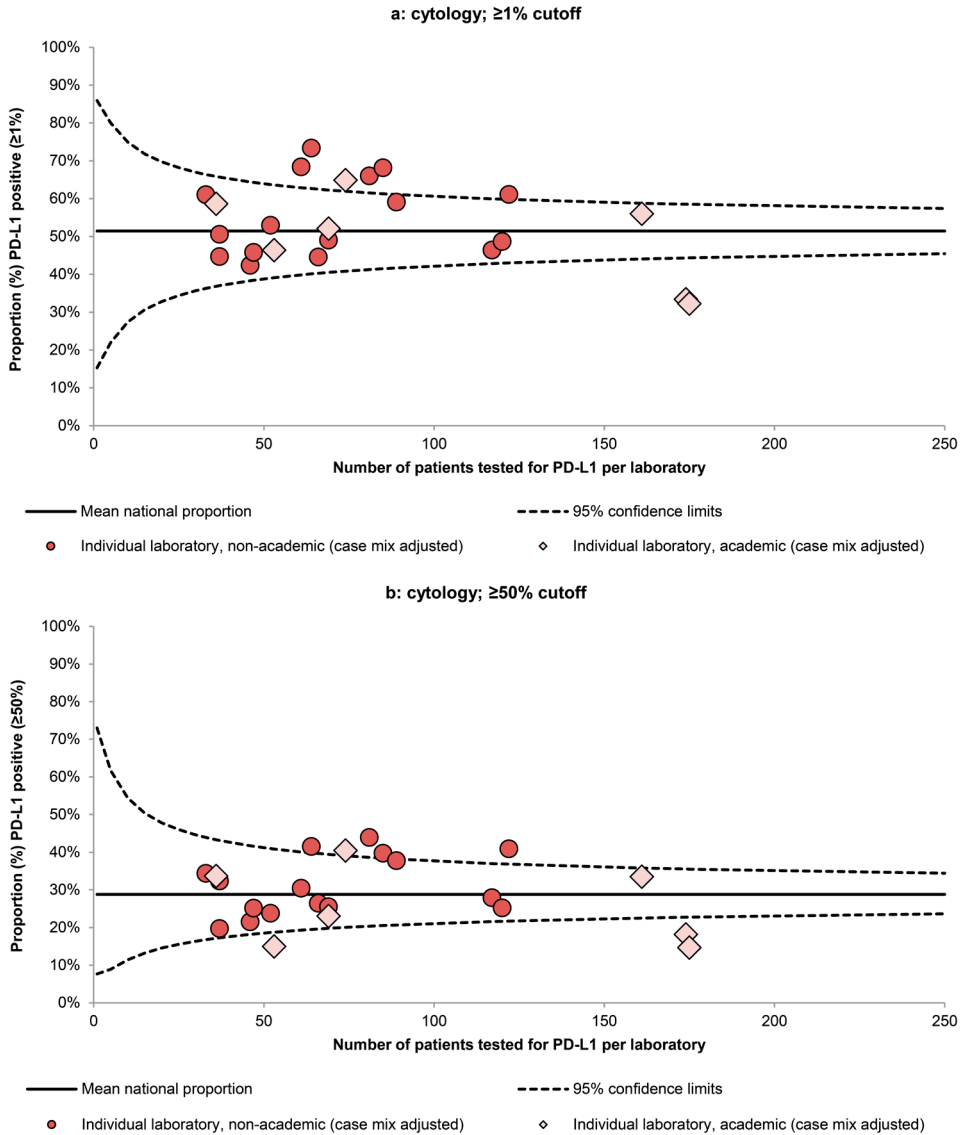 a: cytology; ≥1% cutoff
100%
90%
80%
70%
60%
50%
40%
30%
20%
10%
0%
Proportion (%) PD-L1 positive (≥1%)
0 50 100 150 200 250
Number of patients tested for PD-L1 per laboratory
Mean national proportion 95% confidence limits
Individual laboratory, non-academic (case mix adjusted) Individual laboratory, academic (case mix adjusted)
b: cytology; ≥50% cutoff
100%
90%
80%
70%
60%
50%
40%
30%
20%
10%
0%
Proportion (%) PD-L1 positive (≥50%)
0 50 100 150 200 250
Number of patients tested for PD-L1 per laboratory
Mean national proportion 95% confidence limits
Individual laboratory, non-academic (case mix adjusted) Individual laboratory, academic (case mix adjusted)